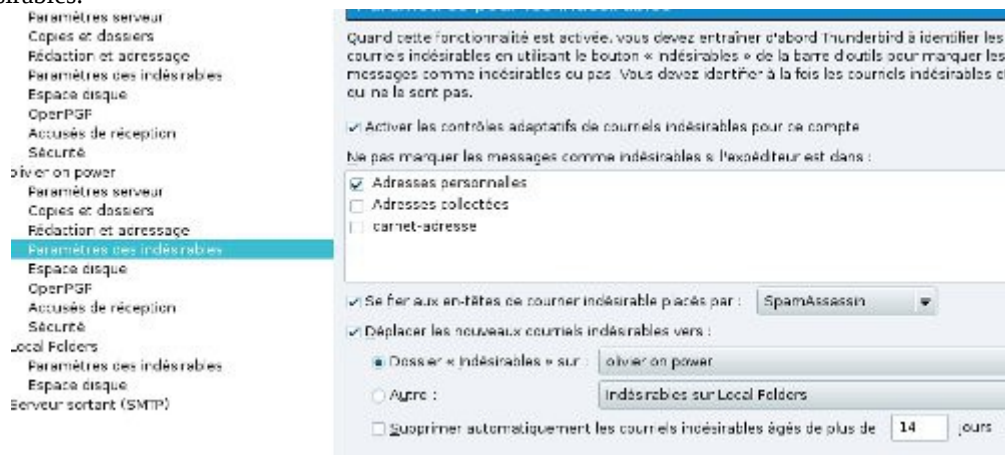 Paramètres serveur
Copies et dossiers
Rédaction et adressage
Paramètres des indésirables
Espace disque
OpenPGP
Accusés de réception
Sécurité
olivier on power
Paramètres serveur
Copies et dossiers
Rédaction et adressage
Paramètres des indésirables
Espace disque
OpenPGP
Accusés de réception
Sécurité
Local Folders
Paramètres des indésirables
Espace disque
Serveur sortant (SMTP)
Quand cette fonctionnalité est activée, vous devez entraîner d'abord Thunderbird à identifier les
courriels indésirables en utilisant le bouton « indésirables » de la barre d'outils pour marquer les
messages comme indésirables ou pas. Vous devez identifier à la fois les courriels indésirables
qui ne le sont pas.
Activer les contrôles adaptatifs de courriels indésirables pour ce compte
Ne pas marquer les messages comme indésirables si l'expéditeur est dans :
Adresses personnelles
Adresses collectées
carnet-adresse
Se fier aux en-têtes de courrier indésirable placés par : SpamAssassin
Déplacer les nouveaux courriels indésirables vers :
Dossier « Indésirables » sur : olivier on power
Autre : Indésirables sur Local Folders
Supprimer automatiquement les courriels indésirables âgés de plus de 14 jours